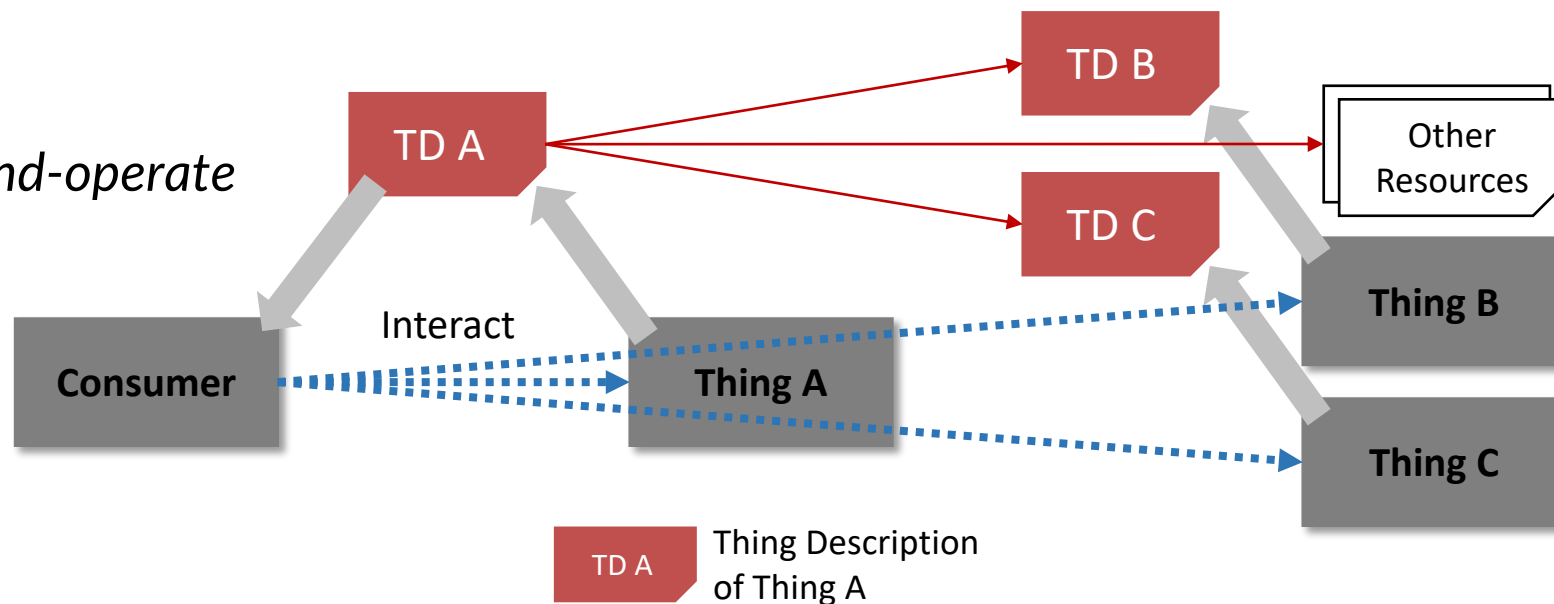 TD B
TD A
Other
Resources
nd-operate
TD C
Interact
Thing B
Consumer
Thing A
Thing C
TD A
Thing Description
of Thing A